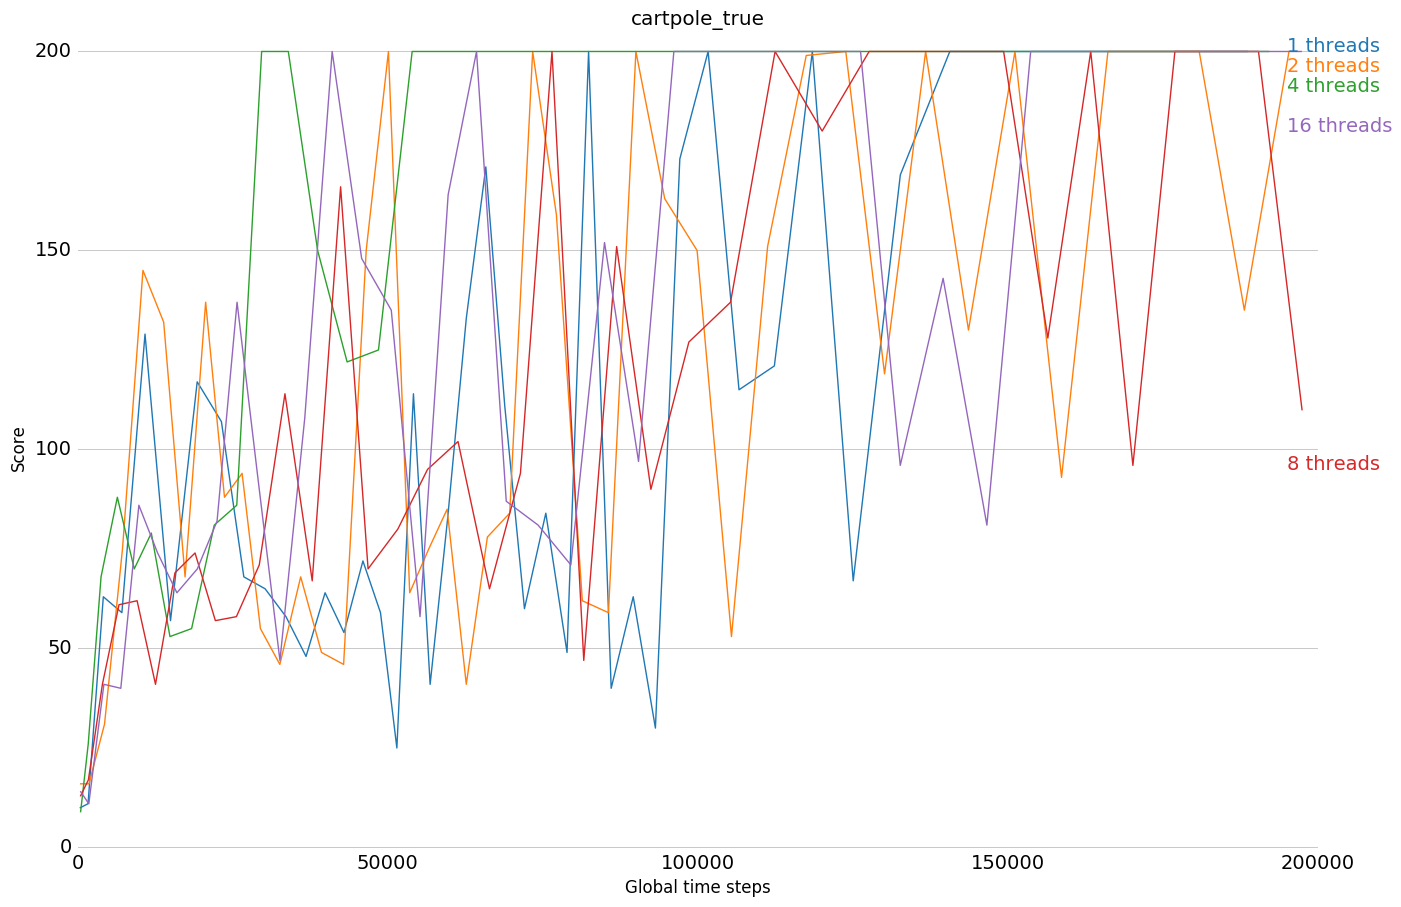 cartpole_true
200
150
100
50
0
Score
0 50000 100000 150000 200000
Global time steps
1 threads
2 threads
4 threads
16 threads
8 threads